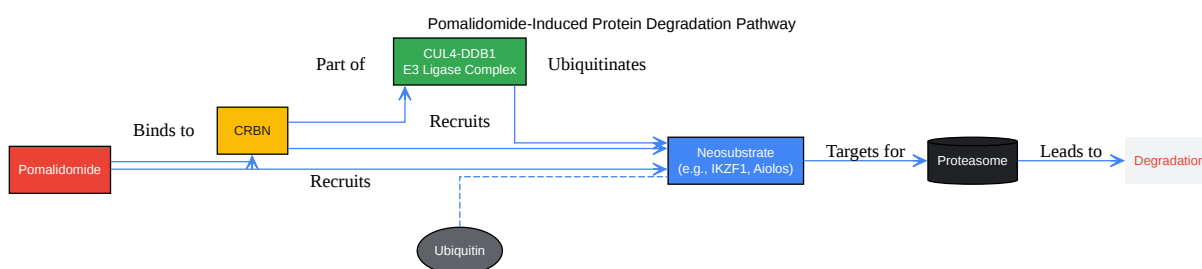 Pomalidomide-Induced Protein Degradation Pathway
CUL4-DDB1
E3 Ligase Complex
Part of
Ubiquitinates
Binds to
CRBN
Recruits
Pomalidomide
Recruits
Neosubstrate
(e.g., IKZF1, Aiolos)
Targets for
Proteasome
Leads to
Degradation
Ubiquitin